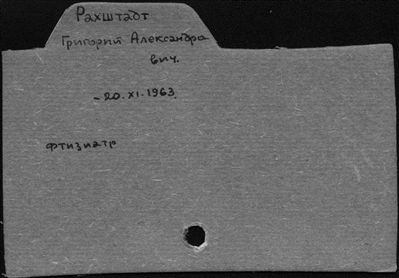 Рахштадт
Григорий Александро
вич.
– 20.XI.1963.
фтизиатр